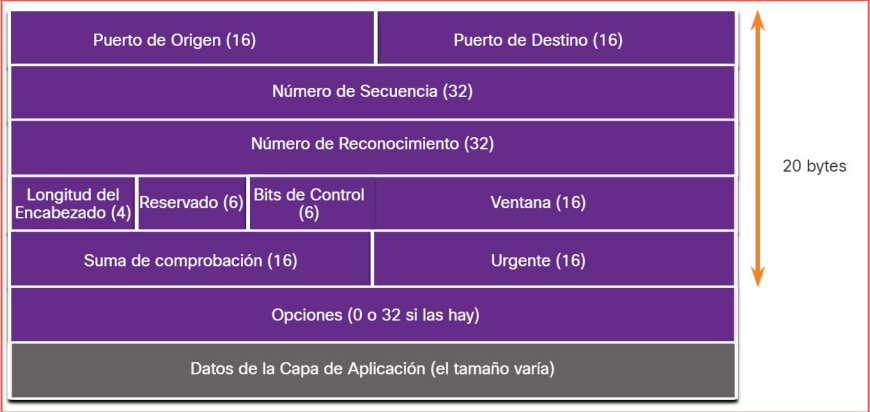 Puerto de Origen (16)
Puerto de Destino (16)
Número de Secuencia (32)
Número de Reconocimiento (32)
20 bytes
Longitud del
Encabezado (4)
Reservado (6)
Bits de Control
(6)
Ventana (16)
Suma de comprobación (16)
Urgente (16)
Opciones (0 o 32 si las hay)
Datos de la Capa de Aplicación (el tamaño varía)